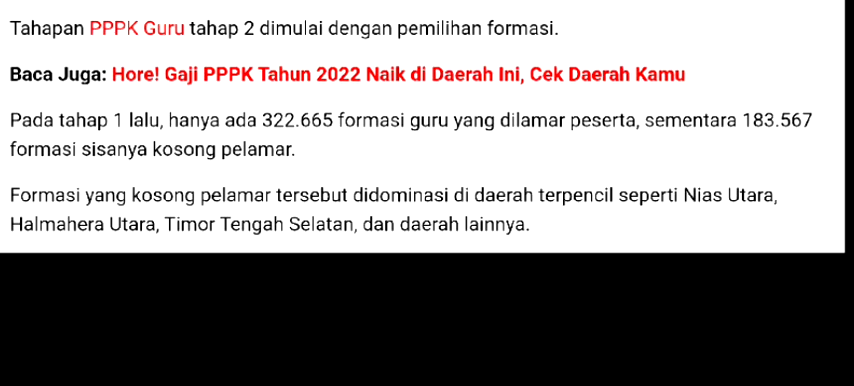 Tahapan PPPK Guru tahap 2 dimulai dengan pemilihan formasi.
Baca Juga: Hore! Gaji PPPK Tahun 2022 Naik di Daerah Ini, Cek Daerah Kamu
Pada tahap 1 lalu, hanya ada 322.665 formasi guru yang dilamar peserta, sementara 183.567
formasi sisanya kosong pelamar.
Formasi yang kosong pelamar tersebut didominasi di daerah terpencil seperti Nias Utara,
Halmahera Utara, Timor Tengah Selatan, dan daerah lainnya.